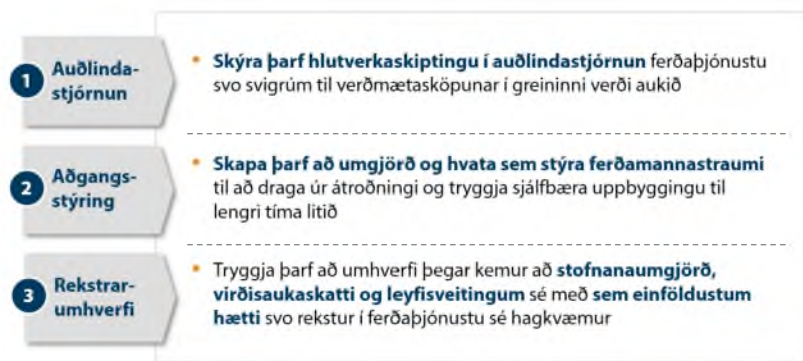 1
Auðlinda-
stjórnun
• Skýra þarf hlutverkaskiptingu í auðlindastjórnun ferðaþjónustu
svo svigrúm til verðmætasköpunar í greininni verði aukið
2
Aðgangs-
stýring
• Skapa þarf að umgjörð og hvata sem stýra ferðamannastraumi
til að draga úr átroðningi og tryggja sjálfbæra uppbyggingu til
lengri tíma litið
3
Rekstrar-
umhverfi
• Tryggja þarf að umhverfi þegar kemur að stofnanaumgjörð,
virðisaukaskatti og leyfisveitingum sé með sem einföldustum
hætti svo rekstur í ferðaþjónustu sé hagkvæmur